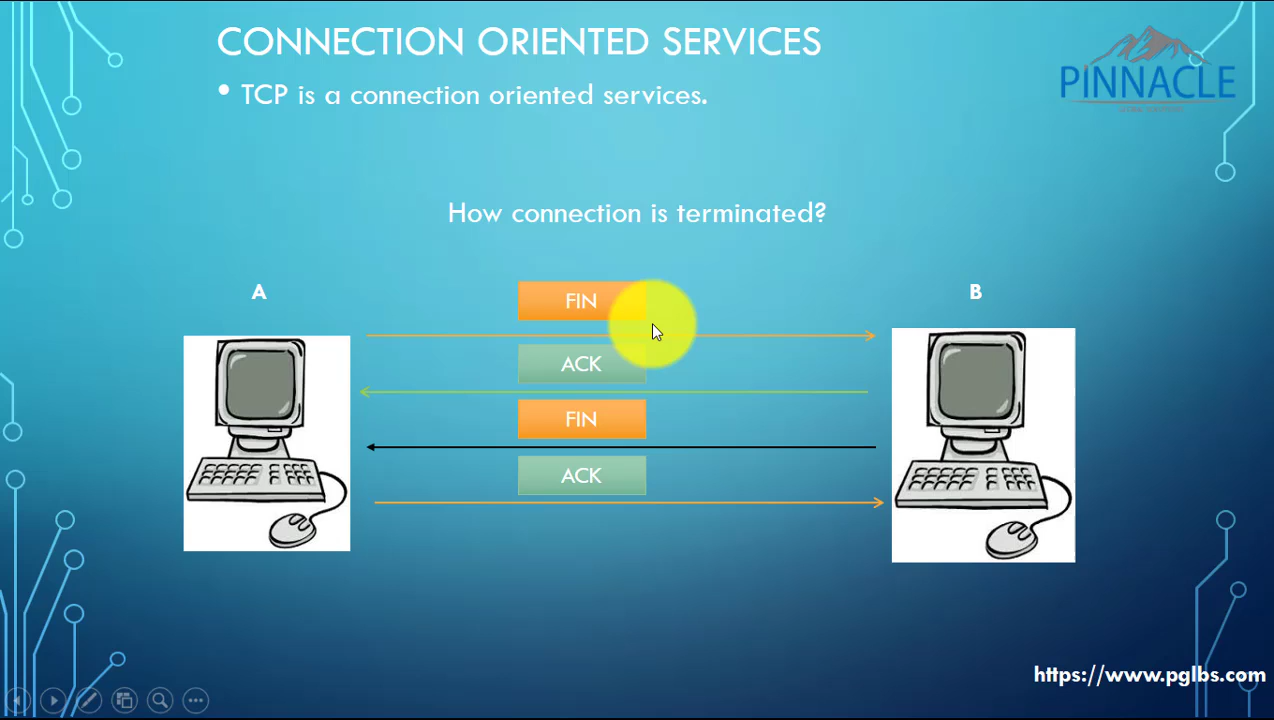 CONNECTION ORIENTED SERVICES
• TCP is a connection oriented services.
PINNACLE
How connection is terminated?
A
B
FIN
ACK
FIN
ACK
https://www.pglbs.com